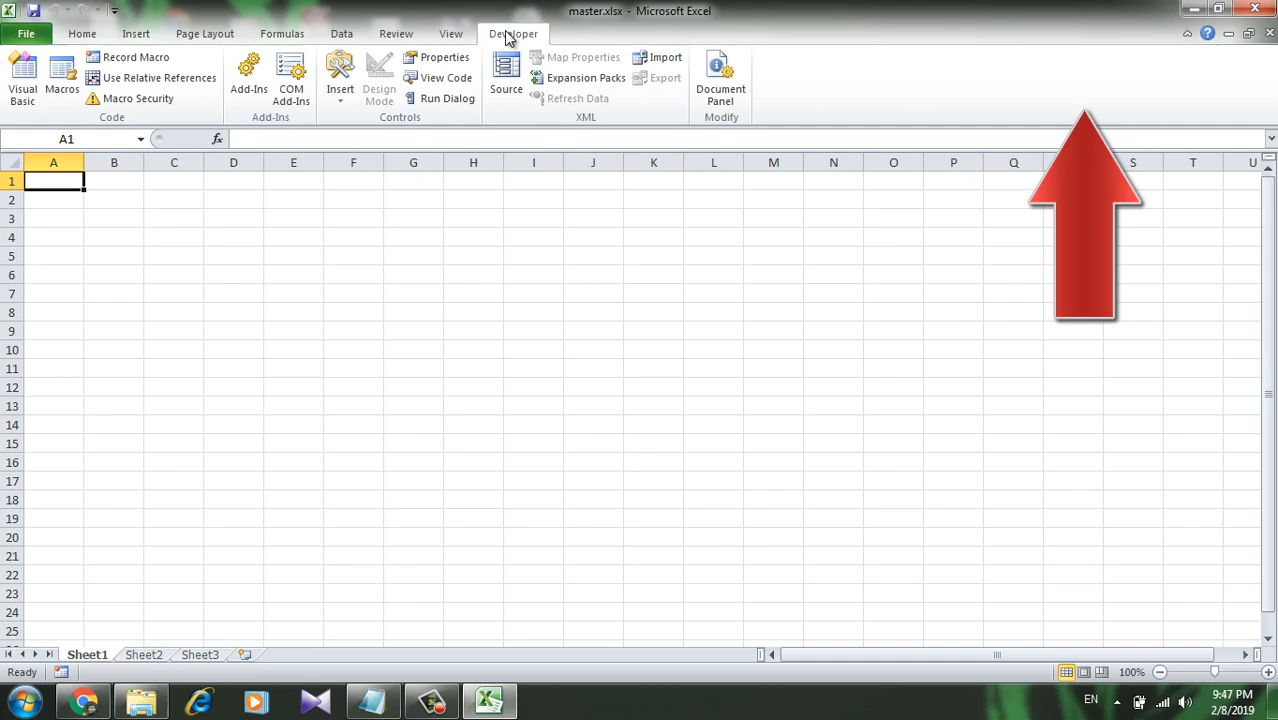 master.xlsx - Microsoft Excel
File Home Insert Page Layout Formulas Data Review View Developer
Visual Basic
Macros
Record Macro
Use Relative References
Macro Security
Code
Add-Ins
COM Add-Ins
Add-Ins
Insert
Design Mode
Properties
View Code
Run Dialog
Controls
Source
Map Properties
Expansion Packs
Refresh Data
Import
Export
XML
Document Panel
Modify
A1 fx
A B C D E F G H I J K L M N O P Q S T U
1
2
3
4
5
6
7
8
9
10
11
12
13
14
15
16
17
18
19
20
21
22
23
24
25
Sheet1 Sheet2 Sheet3
Ready 100%
EN 9:47 PM
2/8/2019